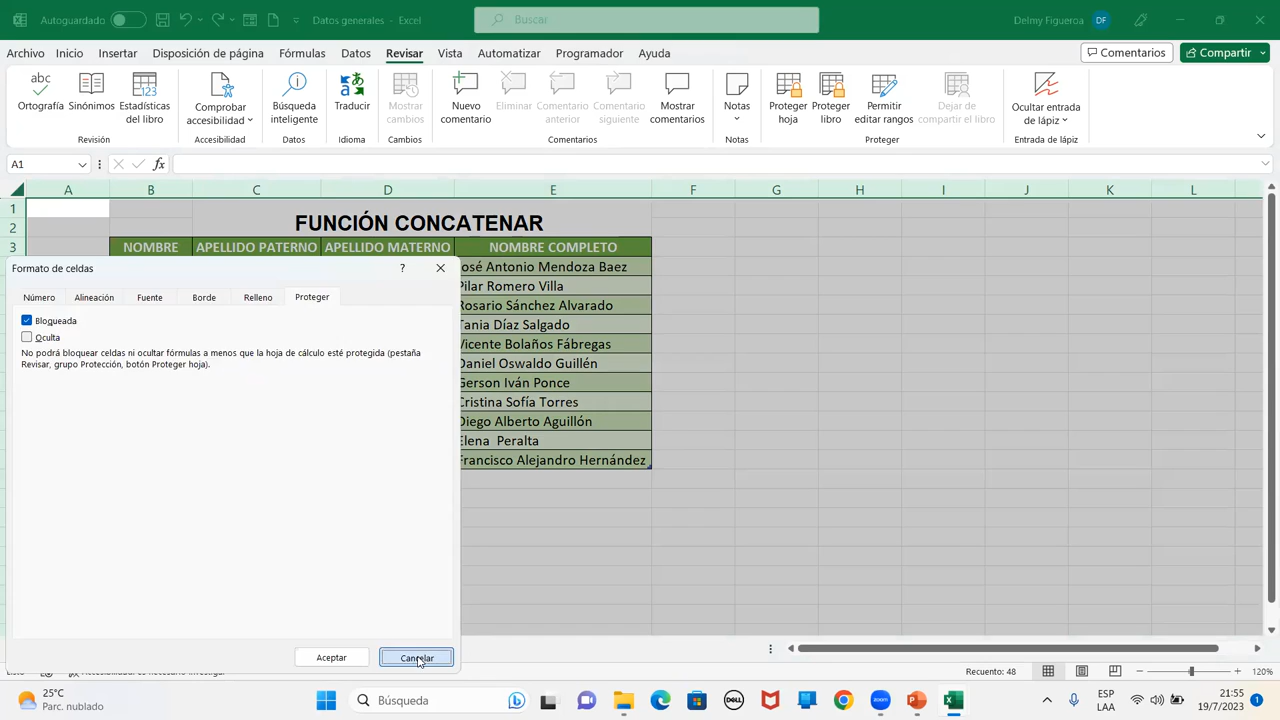 Autoguardado
Datos generales - Excel
Buscar
Delmy Figueroa
DF
Archivo Inicio Insertar Disposición de página Fórmulas Datos Revisar Vista Automatizar Programador Ayuda
Comentarios
Compartir
abc
123
Ortografía
Sinónimos
Estadísticas del libro
Comprobar accesibilidad
Búsqueda inteligente
Traducir
Mostrar cambios
Nuevo comentario
Eliminar
Comentario anterior
Comentario siguiente
Mostrar comentarios
Notas
Proteger hoja
Proteger libro
Permitir editar rangos
Dejar de compartir el libro
Ocultar entrada de lápiz
Revisión
Accesibilidad
Datos
Idioma
Cambios
Comentarios
Notas
Proteger
Entrada de lápiz
A1
fx
A B C D E F G H I J K L
1
2
3
FUNCIÓN CONCATENAR
NOMBRE APELLIDO PATERNO APELLIDO MATERNO NOMBRE COMPLETO
José Antonio Mendoza Baez
Pilar Romero Villa
Rosario Sánchez Alvarado
Tania Díaz Salgado
Vicente Bolaños Fábregas
Daniel Oswaldo Guillén
Gerson Iván Ponce
Cristina Sofía Torres
Diego Alberto Aguillón
Elena Peralta
Francisco Alejandro Hernández
Formato de celdas
?
Número Alineación Fuente Borde Relleno Proteger
Bloqueada
Oculta
No podrá bloquear celdas ni ocultar fórmulas a menos que la hoja de cálculo esté protegida (pestaña
Revisar, grupo Protección, botón Proteger hoja).
Aceptar
Cancelar
Recuento: 48
120%
25°C
Parc. nublado
Búsqueda
DELL
zoom
ESP
LAA
21:55
19/7/2023
1